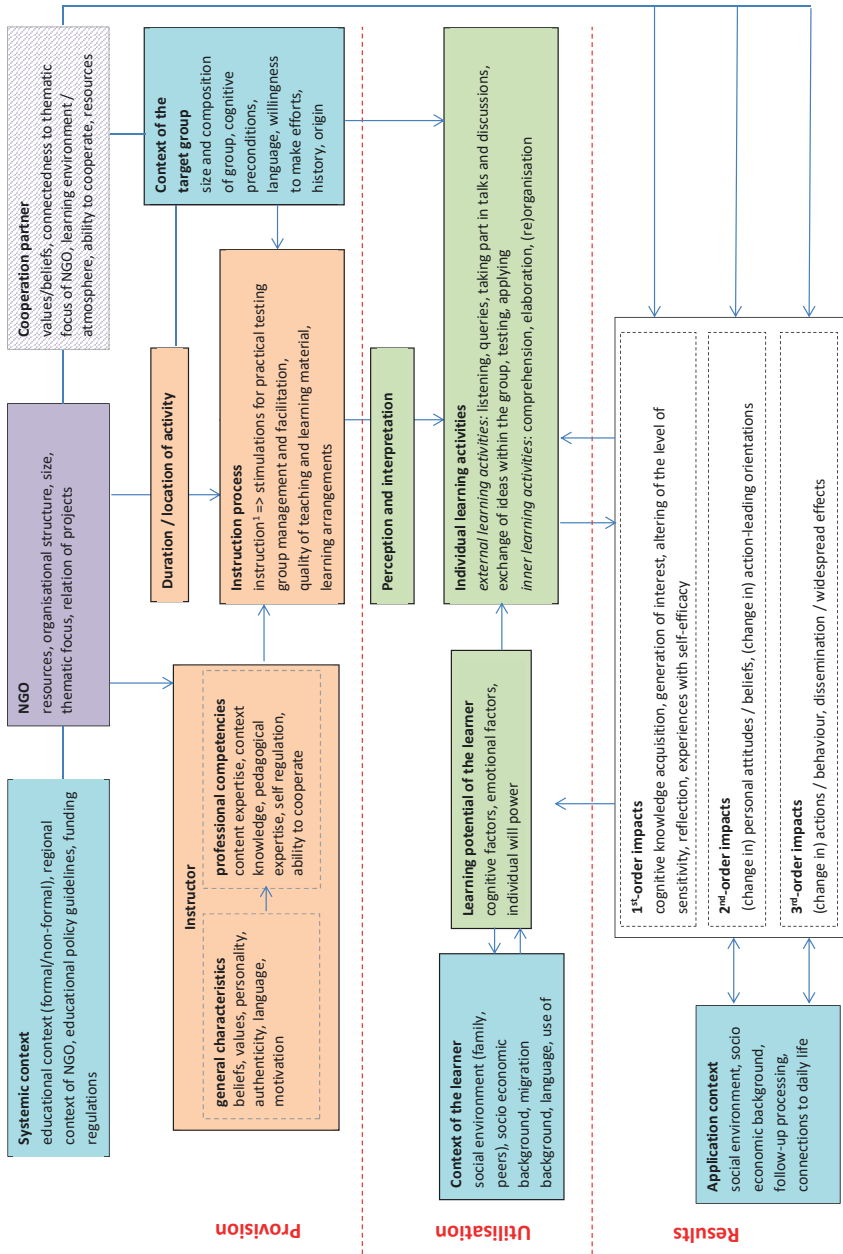 Systemic context
educational context (formal/non-formal), regional
context of NGO, educational policy guidelines, funding
regulations
NGO
resources, organisational structure, size,
thematic focus, relation of projects
Cooperation partner
values/beliefs, connectedness to thematic
focus of NGO, learning environment /
atmosphere, ability to cooperate, resources
Provision
Instructor
general characteristics
beliefs, values, personality,
authenticity, language,
motivation
professional competencies
content expertise, context
knowledge, pedagogical
expertise, self regulation,
ability to cooperate
Duration / location of activity
Instruction process
instruction¹ => stimulations for practical testing
group management and facilitation,
quality of teaching and learning material,
learning arrangements
Context of the
target group
size and composition
of group, cognitive
preconditions,
language, willingness
to make efforts,
history, origin
Utilisation
Perception and interpretation
Context of the learner
social environment (family,
peers), socio economic
background, migration
background, language, use of
Learning potential of the learner
cognitive factors, emotional factors,
individual will power
Individual learning activities
external learning activities: listening, queries, taking part in talks and discussions,
exchange of ideas within the group, testing, applying
inner learning activities: comprehension, elaboration, (re)organisation
Results
Application context
social environment, socio
economic background,
follow-up processing,
connections to daily life
1st-order impacts
cognitive knowledge acquisition, generation of interest, altering of the level of
sensitivity, reflection, experiences with self-efficacy
2nd-order impacts
(change in) personal attitudes / beliefs, (change in) action-leading orientations
3rd-order impacts
(change in) actions / behaviour, dissemination / widespread effects